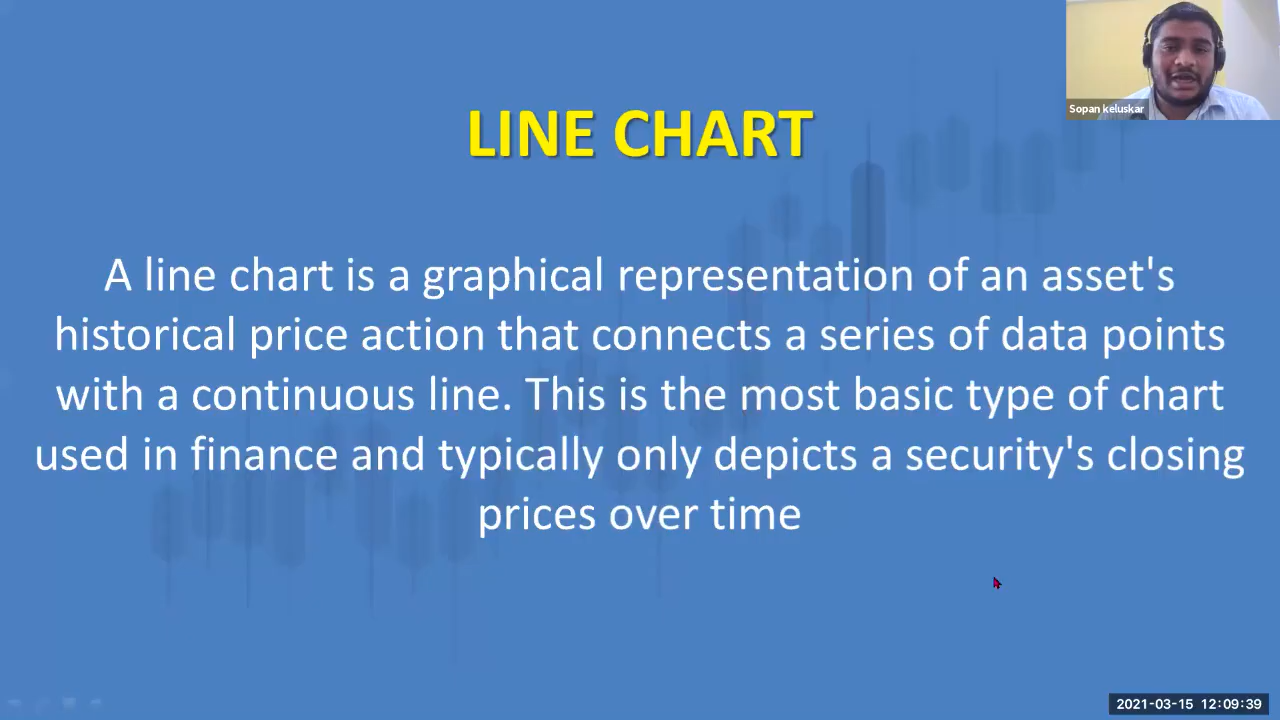 Sopan keluskar
LINE CHART
A line chart is a graphical representation of an asset's
historical price action that connects a series of data points
with a continuous line. This is the most basic type of chart
used in finance and typically only depicts a security's closing
prices over time
2021-03-15 12:09:39